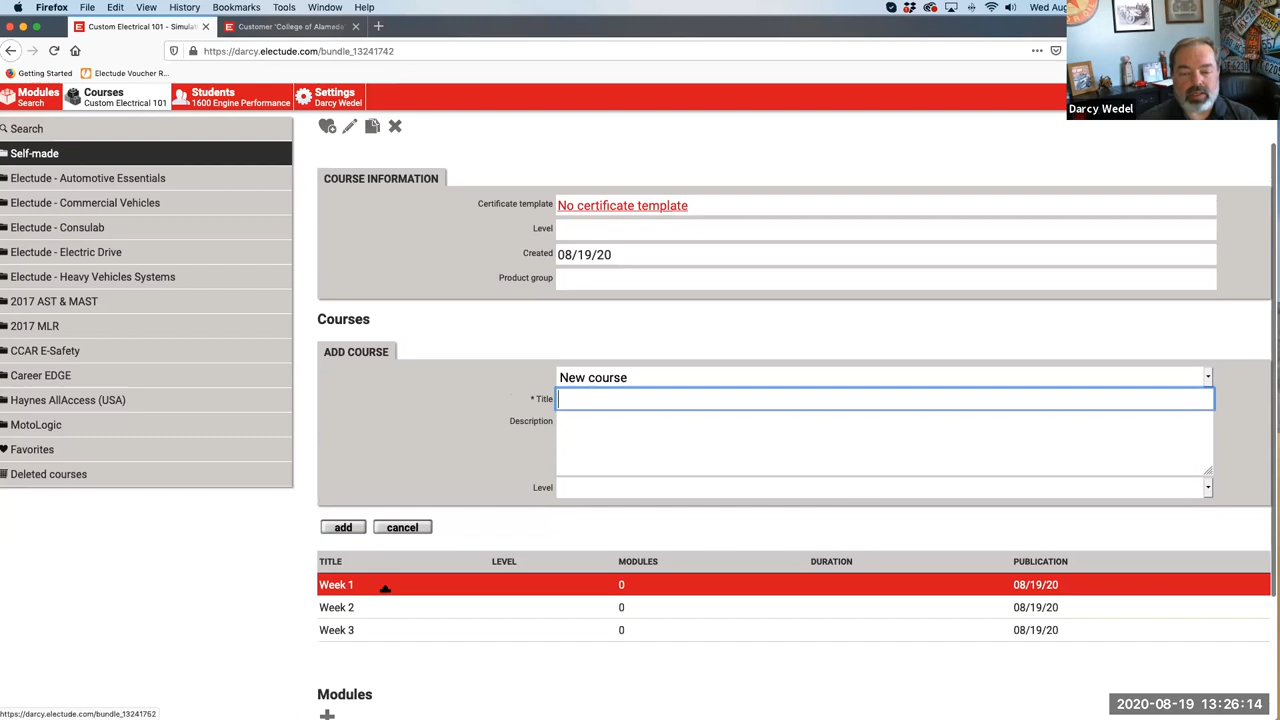 Firefox File Edit View History Bookmarks Tools Window Help
Wed Aug
Custom Electrical 101 - Simulat
Customer 'College of Alameda'
https://darcy.electude.com/bundle_13241742
Getting Started
Electude Voucher R...
Modules
Search
Courses
Custom Electrical 101
Students
1600 Engine Performance
Settings
Darcy Wedel
Darcy Wedel
Search
Self-made
Electude - Automotive Essentials
Electude - Commercial Vehicles
Electude - Consulab
Electude - Electric Drive
Electude - Heavy Vehicles Systems
2017 AST & MAST
2017 MLR
CCAR E-Safety
Career EDGE
Haynes AllAccess (USA)
MotoLogic
Favorites
Deleted courses
COURSE INFORMATION
Certificate template No certificate template
Level
Created 08/19/20
Product group
Courses
ADD COURSE
New course
* Title
Description
Level
add cancel
TITLE LEVEL MODULES DURATION PUBLICATION
Week 1 0 08/19/20
Week 2 0 08/19/20
Week 3 0 08/19/20
Modules
https://darcy.electude.com/bundle_13241762
2020-08-19 13:26:14